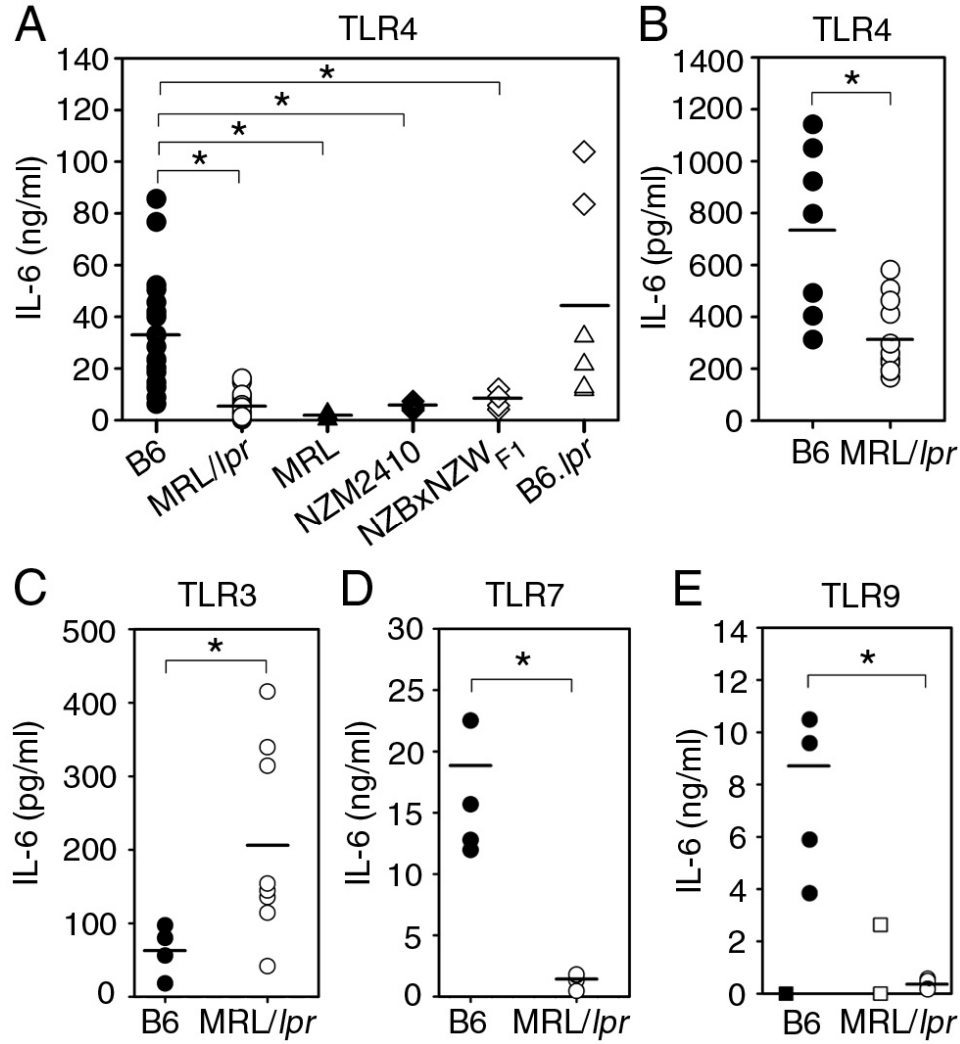 A
TLR4
IL-6 (ng/ml)
140
120
100
80
60
40
20
0
*
*
*
*
B6
MRL/lpr
MRL
NZM2410
NZBxNZW F1
B6.lpr
B
TLR4
IL-6 (pg/ml)
1400
1200
1000
800
600
400
200
0
*
B6 MRL/lpr
C
TLR3
IL-6 (pg/ml)
500
400
300
200
100
0
*
B6 MRL/lpr
D
TLR7
IL-6 (ng/ml)
30
25
20
15
10
5
0
*
B6 MRL/lpr
E
TLR9
IL-6 (ng/ml)
14
12
10
8
6
4
2
0
*
B6 MRL/lpr